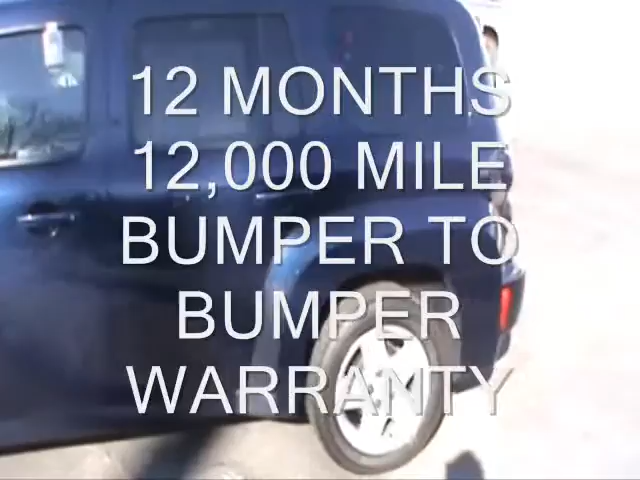 12 MONTHS
12,000 MILE
BUMPER TO
BUMPER
WARRANTY